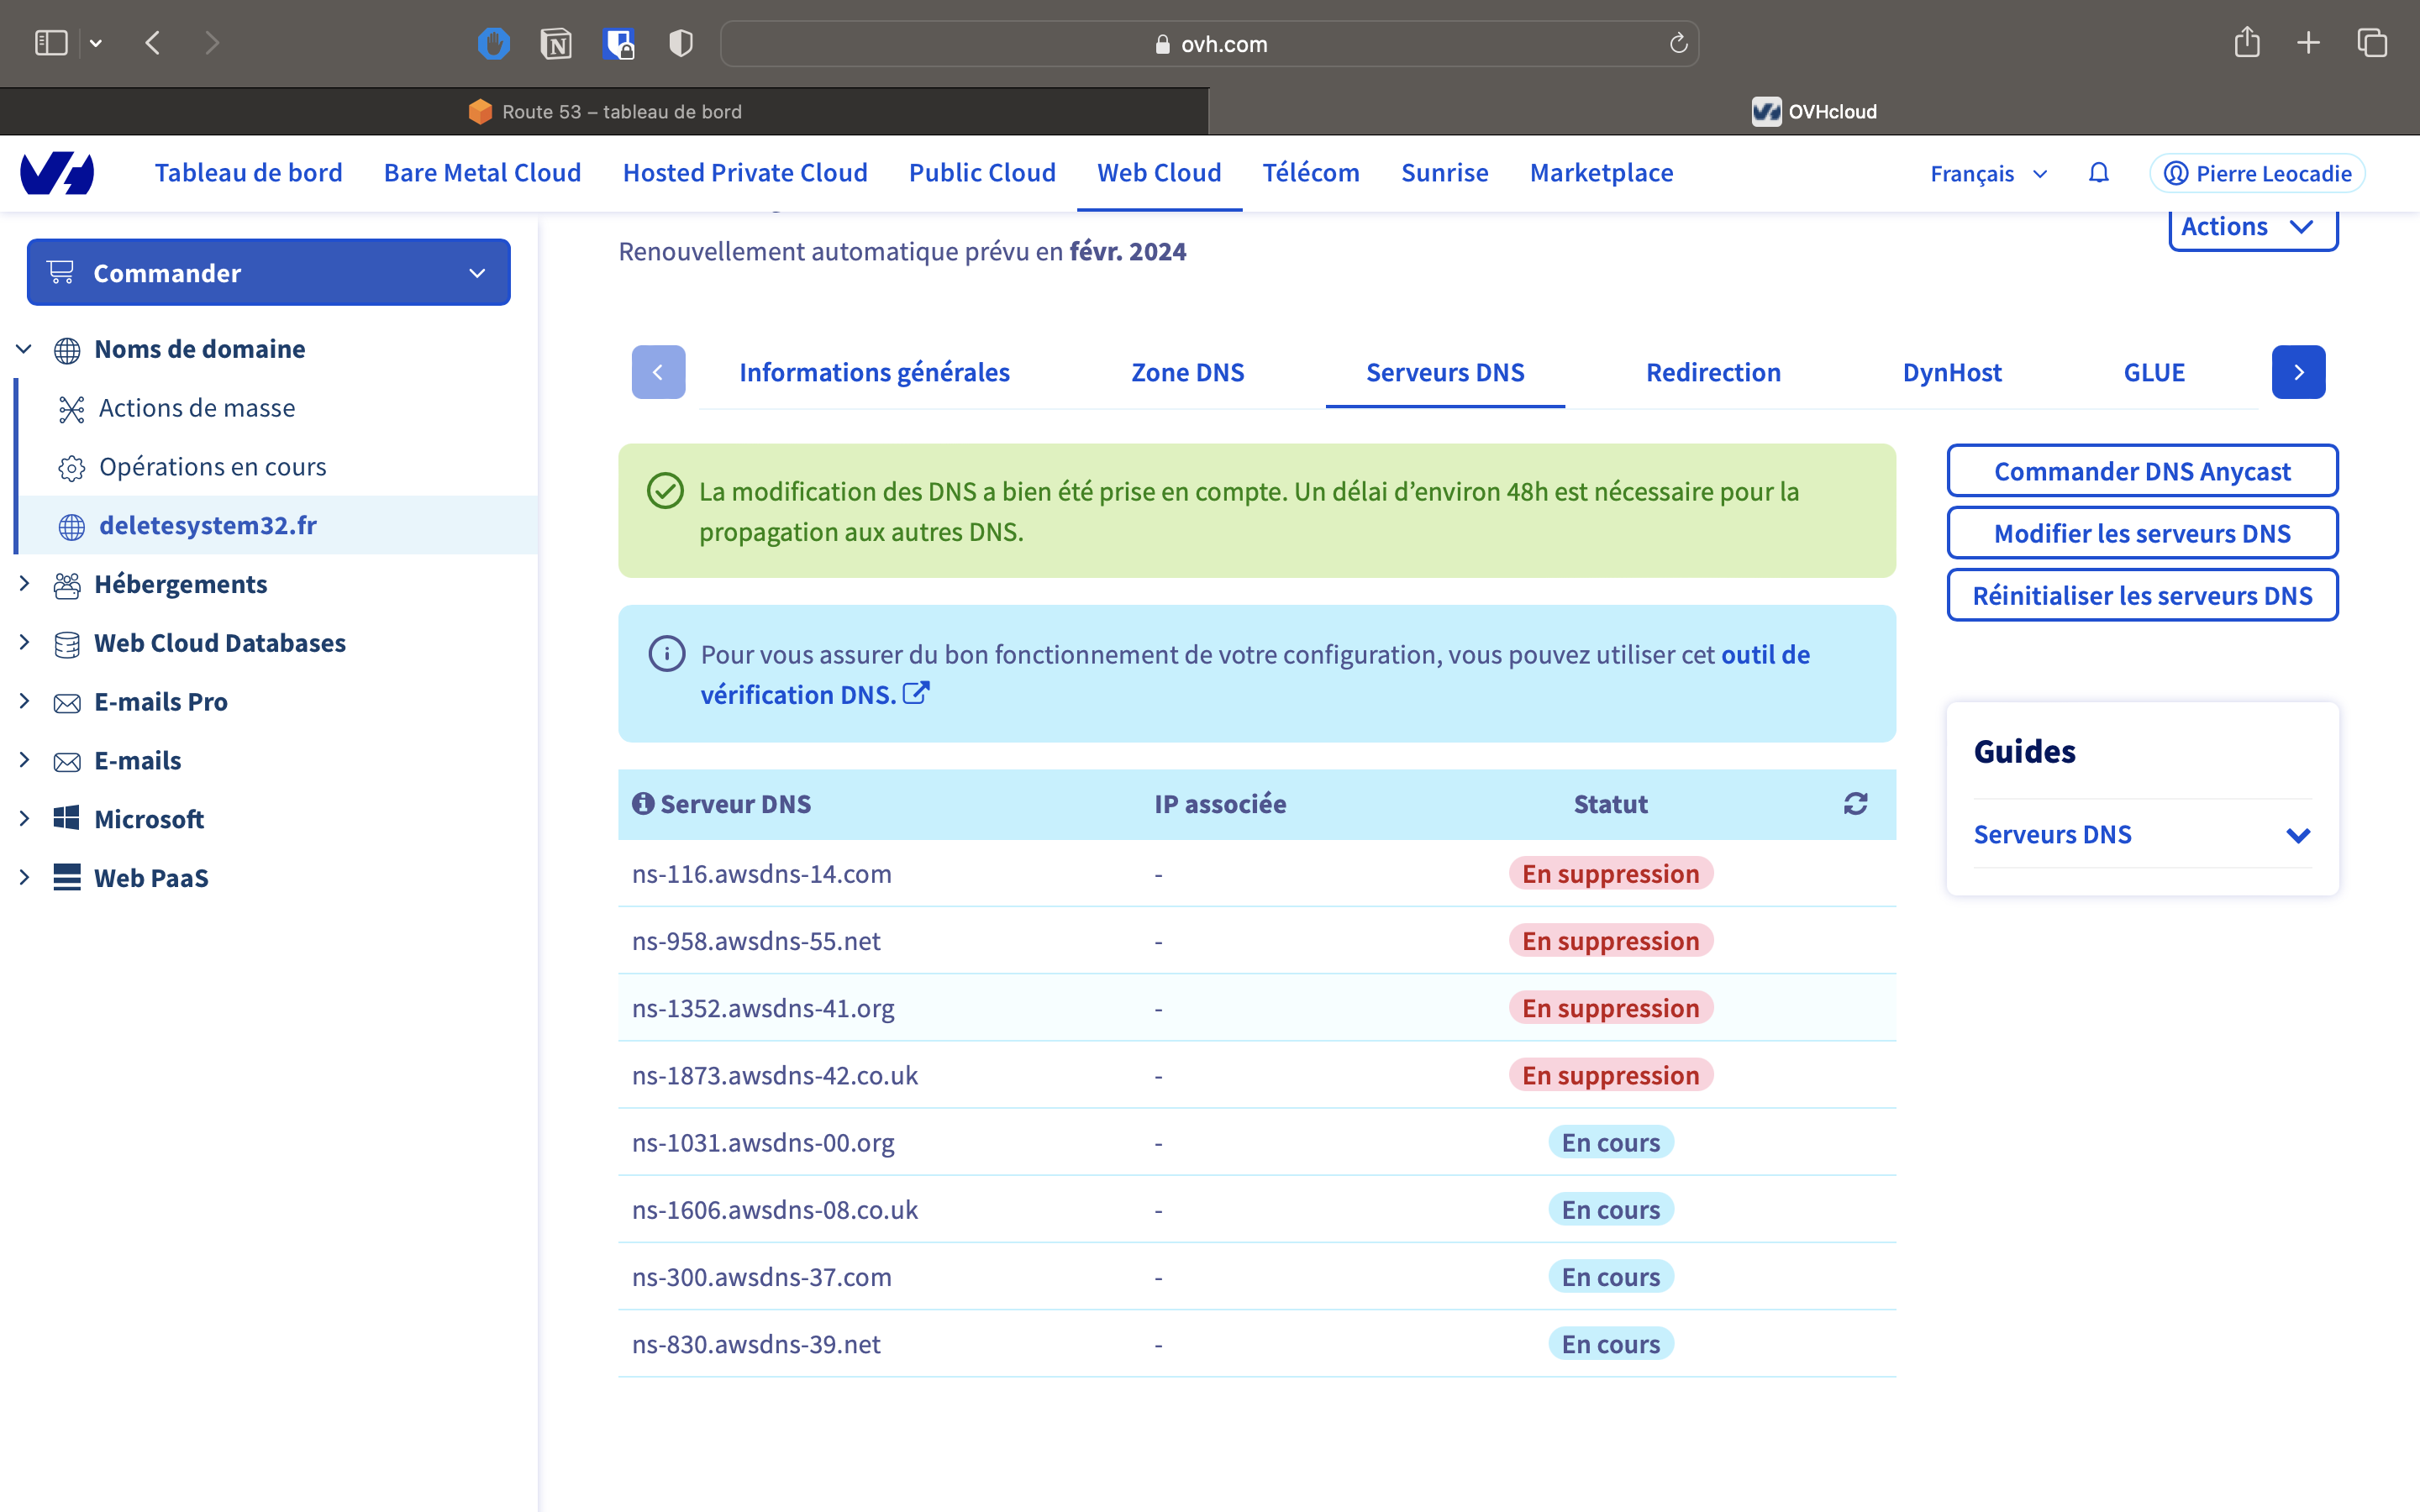 ovh.com
Route 53 – tableau de bord
OVHcloud
Tableau de bord
Bare Metal Cloud
Hosted Private Cloud
Public Cloud
Web Cloud
Télécom
Sunrise
Marketplace
Français
Pierre Leocadie
Commander
Noms de domaine
Actions de masse
Opérations en cours
deletesystem32.fr
Hébergements
Web Cloud Databases
E-mails Pro
E-mails
Microsoft
Web PaaS
Renouvellement automatique prévu en févr. 2024
Actions
Informations générales
Zone DNS
Serveurs DNS
Redirection
DynHost
GLUE
La modification des DNS a bien été prise en compte. Un délai d’environ 48h est nécessaire pour la
propagation aux autres DNS.
Pour vous assurer du bon fonctionnement de votre configuration, vous pouvez utiliser cet outil de
vérification DNS.
Serveur DNS IP associée Statut
ns-116.awsdns-14.com - En suppression
ns-958.awsdns-55.net - En suppression
ns-1352.awsdns-41.org - En suppression
ns-1873.awsdns-42.co.uk - En suppression
ns-1031.awsdns-00.org - En cours
ns-1606.awsdns-08.co.uk - En cours
ns-300.awsdns-37.com - En cours
ns-830.awsdns-39.net - En cours
Commander DNS Anycast
Modifier les serveurs DNS
Réinitialiser les serveurs DNS
Guides
Serveurs DNS